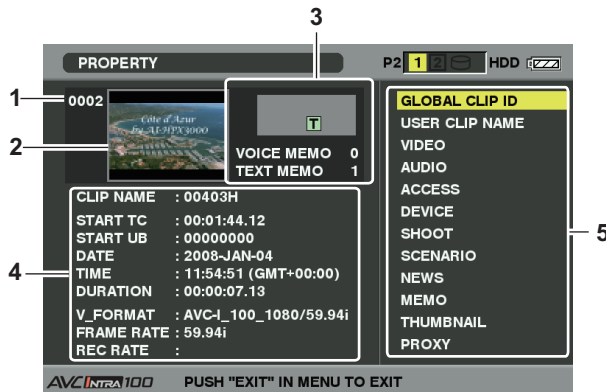 3
PROPERTY
P2 1 2 HDD
1
0002
Côte d'Azur
by AJ-HPX3000
2
T
VOICE MEMO 0
TEXT MEMO 1
4
CLIP NAME : 00403H
START TC : 00:01:44.12
START UB : 00000000
DATE : 2008-JAN-04
TIME : 11:54:51 (GMT+00:00)
DURATION : 00:00:07.13
V_FORMAT : AVC-I_100_1080/59.94i
FRAME RATE : 59.94i
REC RATE :
GLOBAL CLIP ID
USER CLIP NAME
VIDEO
AUDIO
ACCESS
DEVICE
SHOOT
SCENARIO
NEWS
MEMO
THUMBNAIL
PROXY
5
AVC INTRA 100 PUSH "EXIT" IN MENU TO EXIT